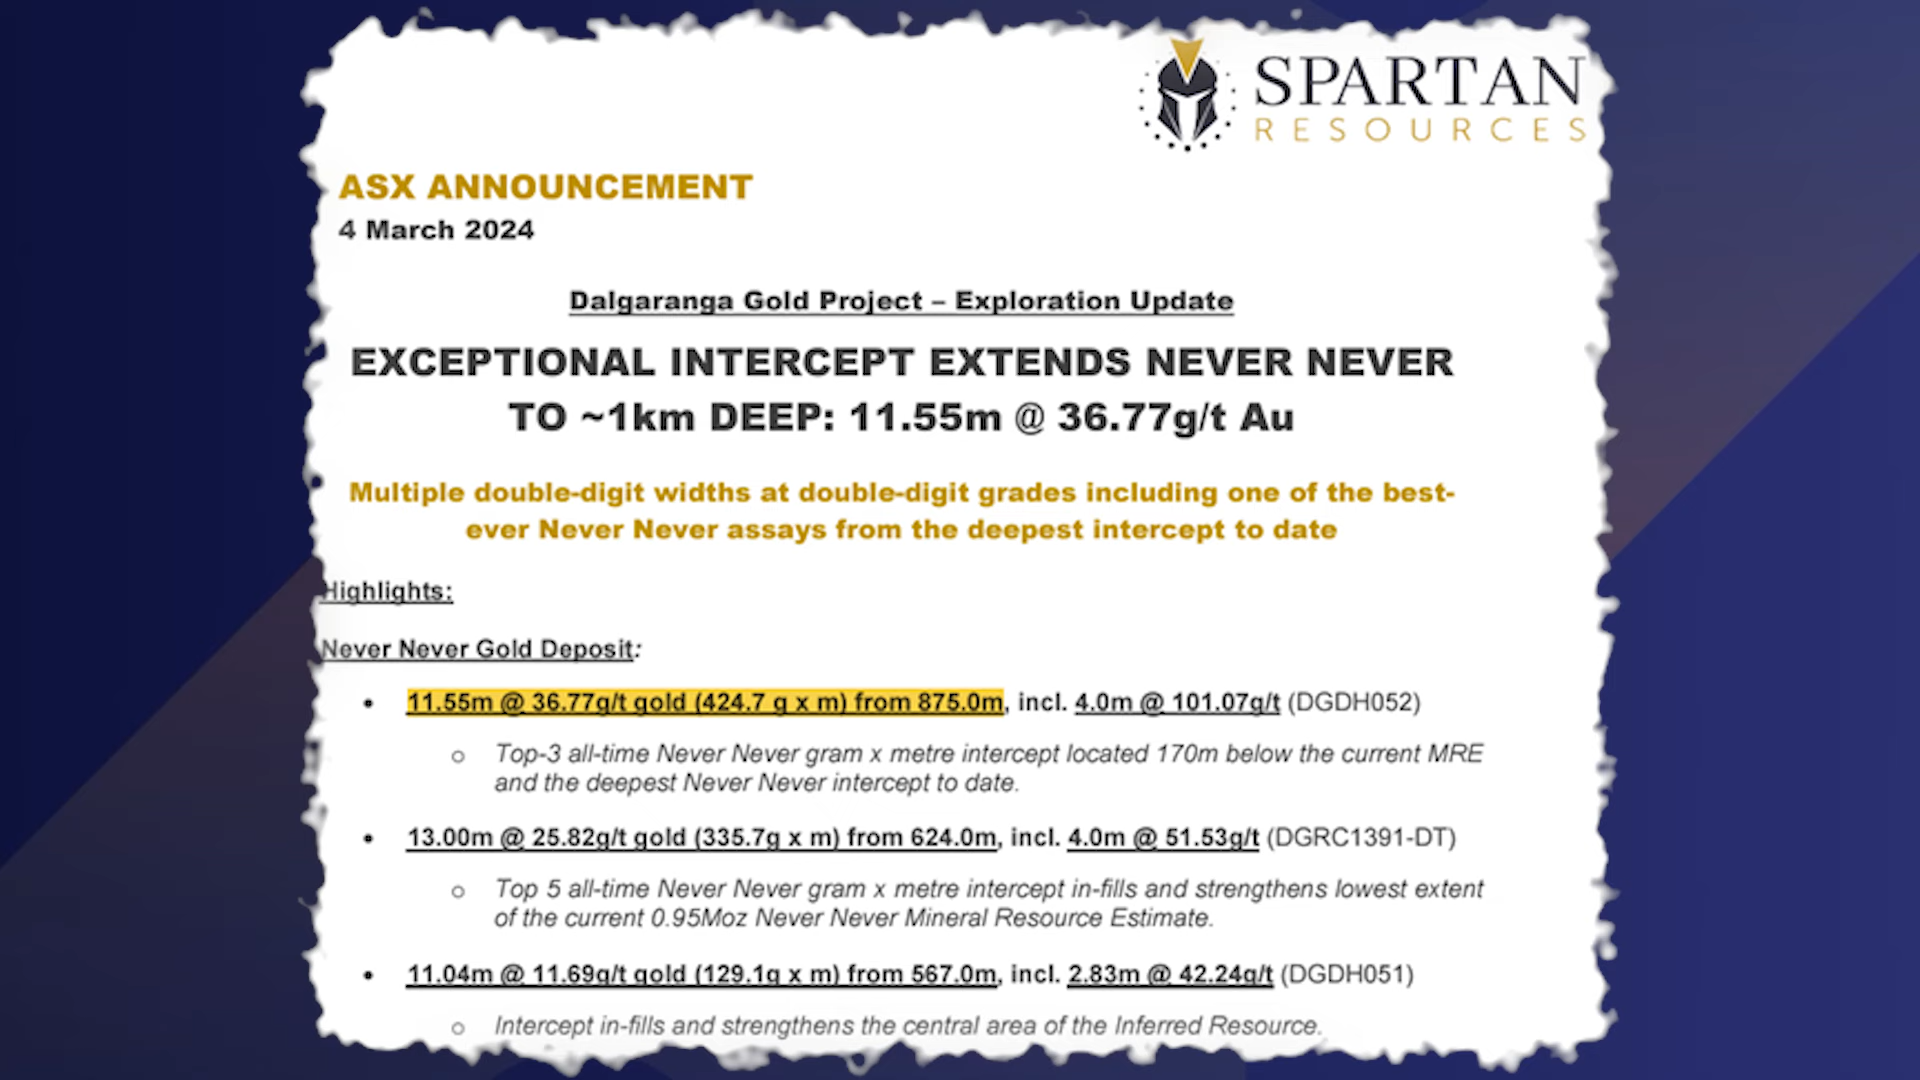 SPARTAN
RESOURCES
ASX ANNOUNCEMENT
4 March 2024
Dalgaranga Gold Project – Exploration Update
EXCEPTIONAL INTERCEPT EXTENDS NEVER NEVER
TO ~1km DEEP: 11.55m @ 36.77g/t Au
Multiple double-digit widths at double-digit grades including one of the best-
ever Never Never assays from the deepest intercept to date
Highlights:
Never Never Gold Deposit:
• 11.55m @ 36.77g/t gold (424.7 g x m) from 875.0m, incl. 4.0m @ 101.07g/t (DGDH052)
o Top-3 all-time Never Never gram x metre intercept located 170m below the current MRE
and the deepest Never Never intercept to date.
• 13.00m @ 25.82g/t gold (335.7g x m) from 624.0m, incl. 4.0m @ 51.53g/t (DGRC1391-DT)
o Top 5 all-time Never Never gram x metre intercept in-fills and strengthens lowest extent
of the current 0.95Moz Never Never Mineral Resource Estimate.
• 11.04m @ 11.69g/t gold (129.1g x m) from 567.0m, incl. 2.83m @ 42.24g/t (DGDH051)
o Intercept in-fills and strengthens the central area of the Inferred Resource.